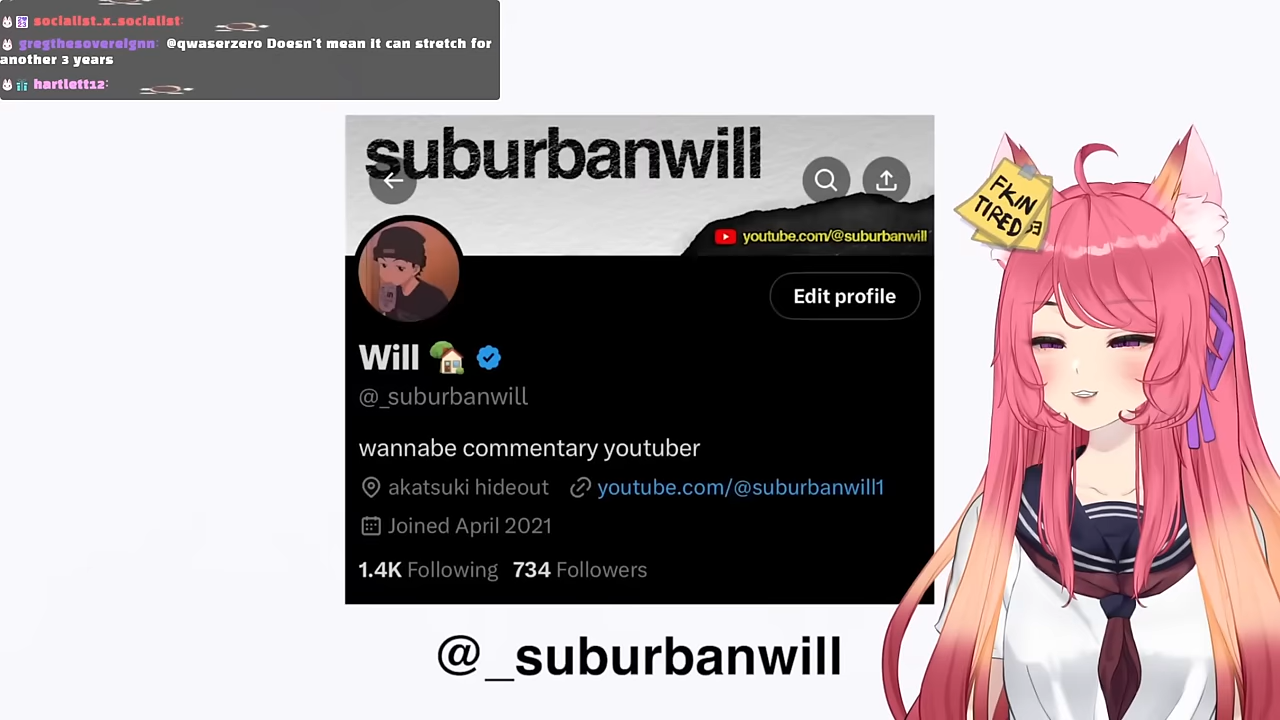 socialist_x_socialist:
gregthesovereignn: @qwaserzero Doesn't mean it can stretch for
another 3 years
hartlett12:
suburbanwill
youtube.com/@suburbanwill
FKIN
TIRED
Edit profile
Will
@_suburbanwill
wannabe commentary youtuber
akatsuki hideout youtube.com/@suburbanwill1
Joined April 2021
1.4K Following 734 Followers
@_suburbanwill